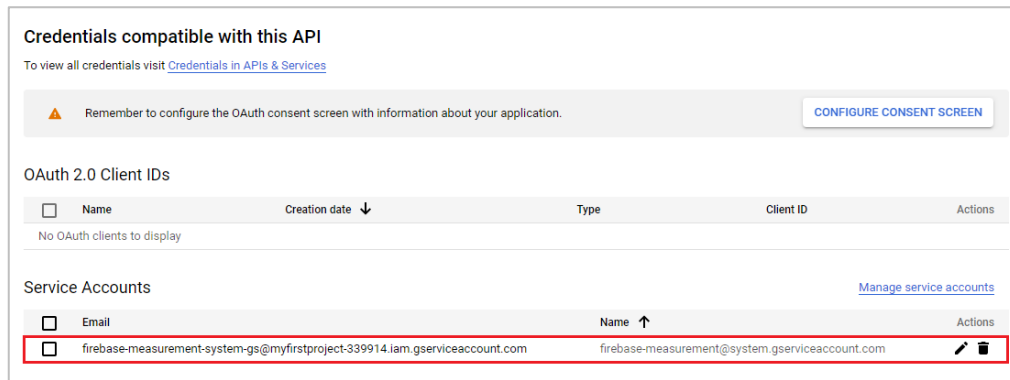 Credentials compatible with this API
To view all credentials visit Credentials in APIs & Services
Remember to configure the OAuth consent screen with information about your application.
CONFIGURE CONSENT SCREEN
OAuth 2.0 Client IDs
Name Creation date Type Client ID Actions
No OAuth clients to display
Service Accounts
Manage service accounts
Email Name Actions
firebase-measurement-system-gs@myfirstproject-339914.iam.gserviceaccount.com firebase-measurement@system.gserviceaccount.com